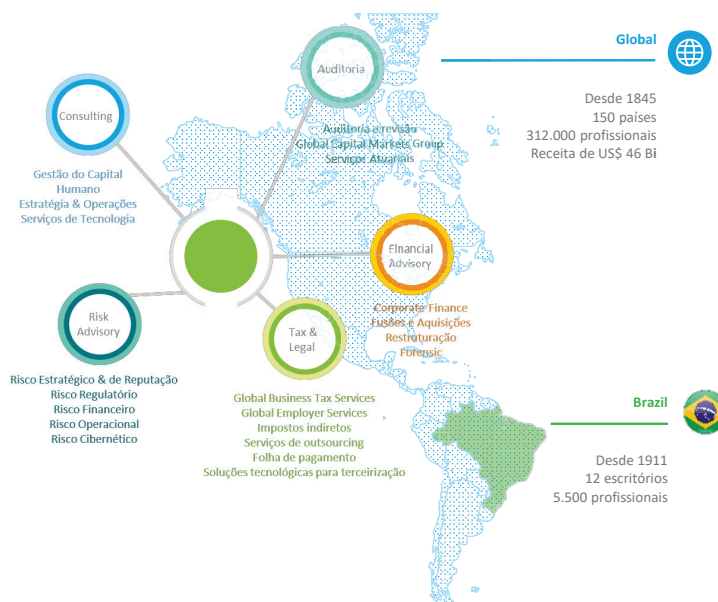 Auditoria
Auditoria e revisão
Global Capital Markets Group
Serviços Atuariais
Global
Desde 1845
150 países
312.000 profissionais
Receita de US$ 46 Bi
Consulting
Gestão do Capital
Humano
Estratégia & Operações
Serviços de Tecnologia
Financial
Advisory
Corporate Finance
Fusões e Aquisições
Restruturação
Forensic
Risk
Advisory
Risco Estratégico & de Reputação
Risco Regulatório
Risco Financeiro
Risco Operacional
Risco Cibernético
Tax &
Legal
Global Business Tax Services
Global Employer Services
Impostos indiretos
Serviços de outsourcing
Folha de pagamento
Soluções tecnológicas para terceirização
Brazil
Desde 1911
12 escritórios
5.500 profissionais